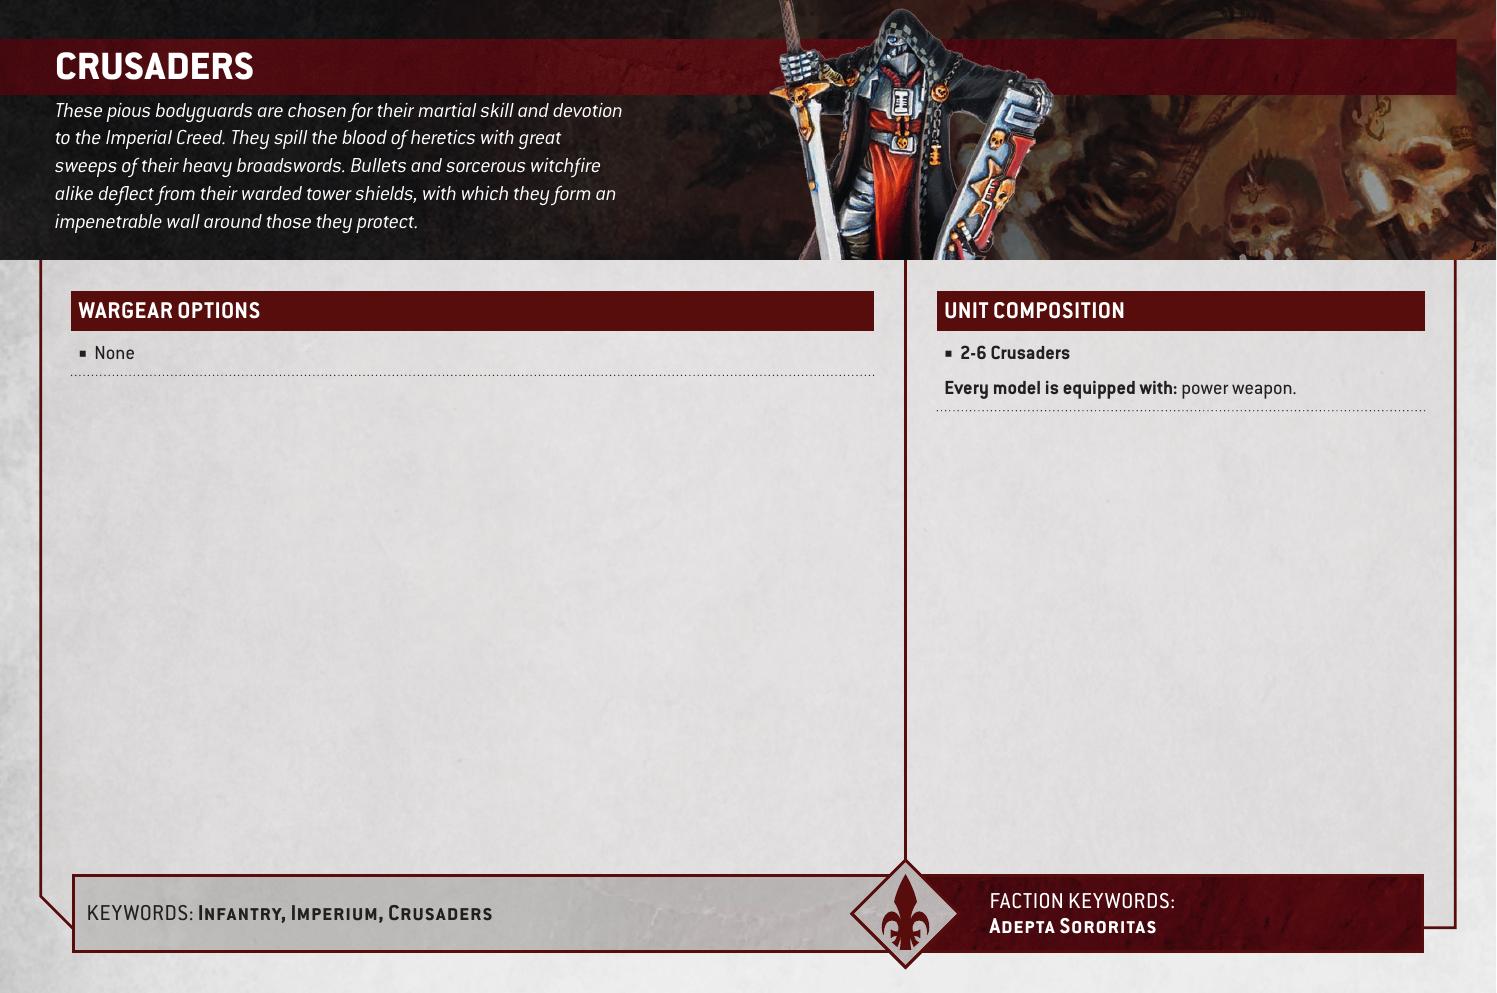 CRUSADERS
These pious bodyguards are chosen for their martial skill and devotion
to the Imperial Creed. They spill the blood of heretics with great
sweeps of their heavy broadswords. Bullets and sorcerous witchfire
alike deflect from their warded tower shields, with which they form an
impenetrable wall around those they protect.
WARGEAR OPTIONS
▪ None
UNIT COMPOSITION
▪ 2-6 Crusaders
Every model is equipped with: power weapon.
KEYWORDS: INFANTRY, IMPERIUM, CRUSADERS
FACTION KEYWORDS:
ADEPTA SORORITAS